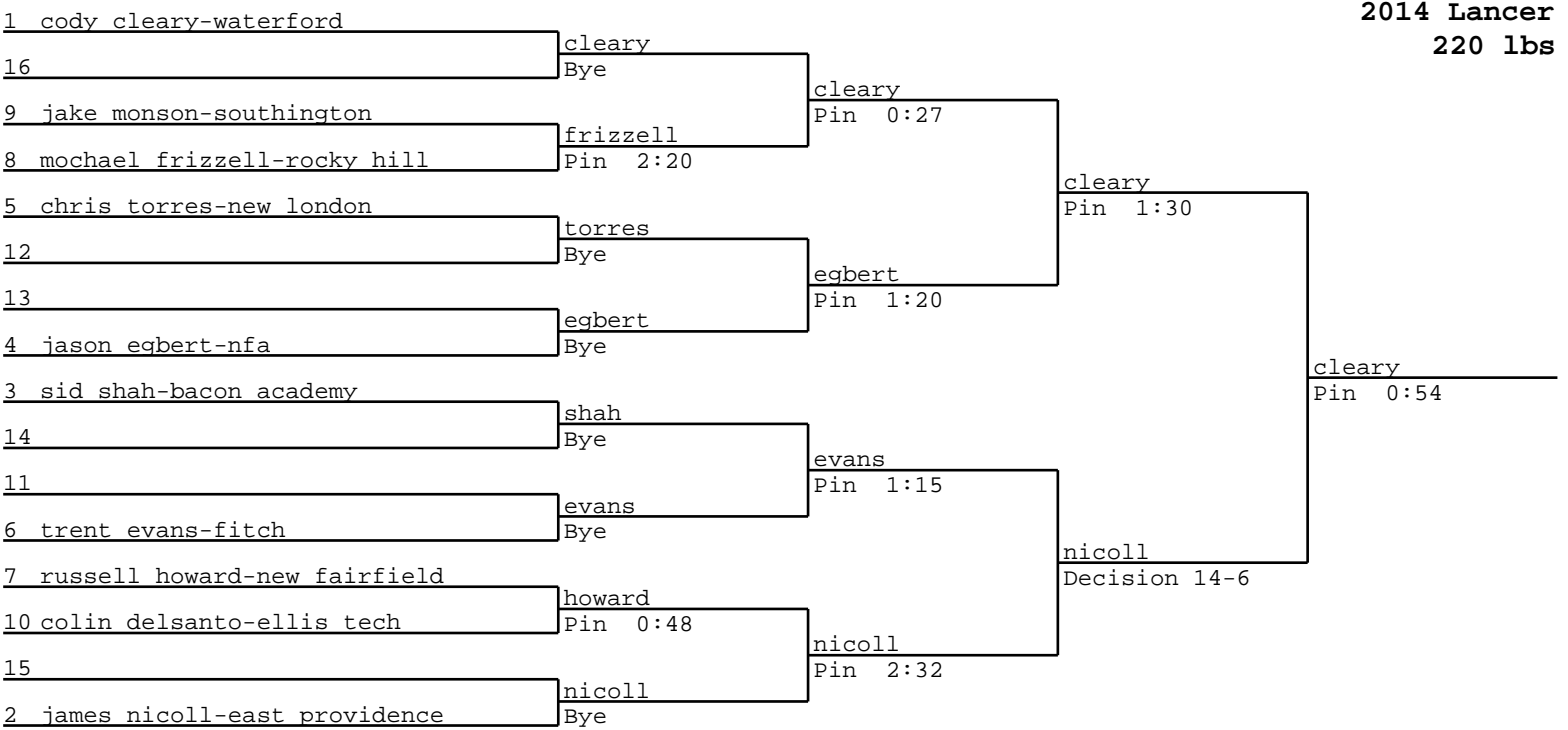 2014 Lancer
220 lbs
1 cody cleary-waterford
cleary
16
Bye
cleary
9 jake monson-southington
Pin 0:27
frizzell
8 mochael frizzell-rocky hill
Pin 2:20
cleary
5 chris torres-new london
Pin 1:30
torres
12
Bye
egbert
13
Pin 1:20
egbert
4 jason egbert-nfa
Bye
cleary
3 sid shah-bacon academy
Pin 0:54
shah
14
Bye
evans
11
Pin 1:15
evans
6 trent evans-fitch
Bye
nicoll
7 russell howard-new fairfield
Decision 14-6
howard
10 colin delsanto-ellis tech
Pin 0:48
nicoll
15
Pin 2:32
nicoll
2 james nicoll-east providence
Bye